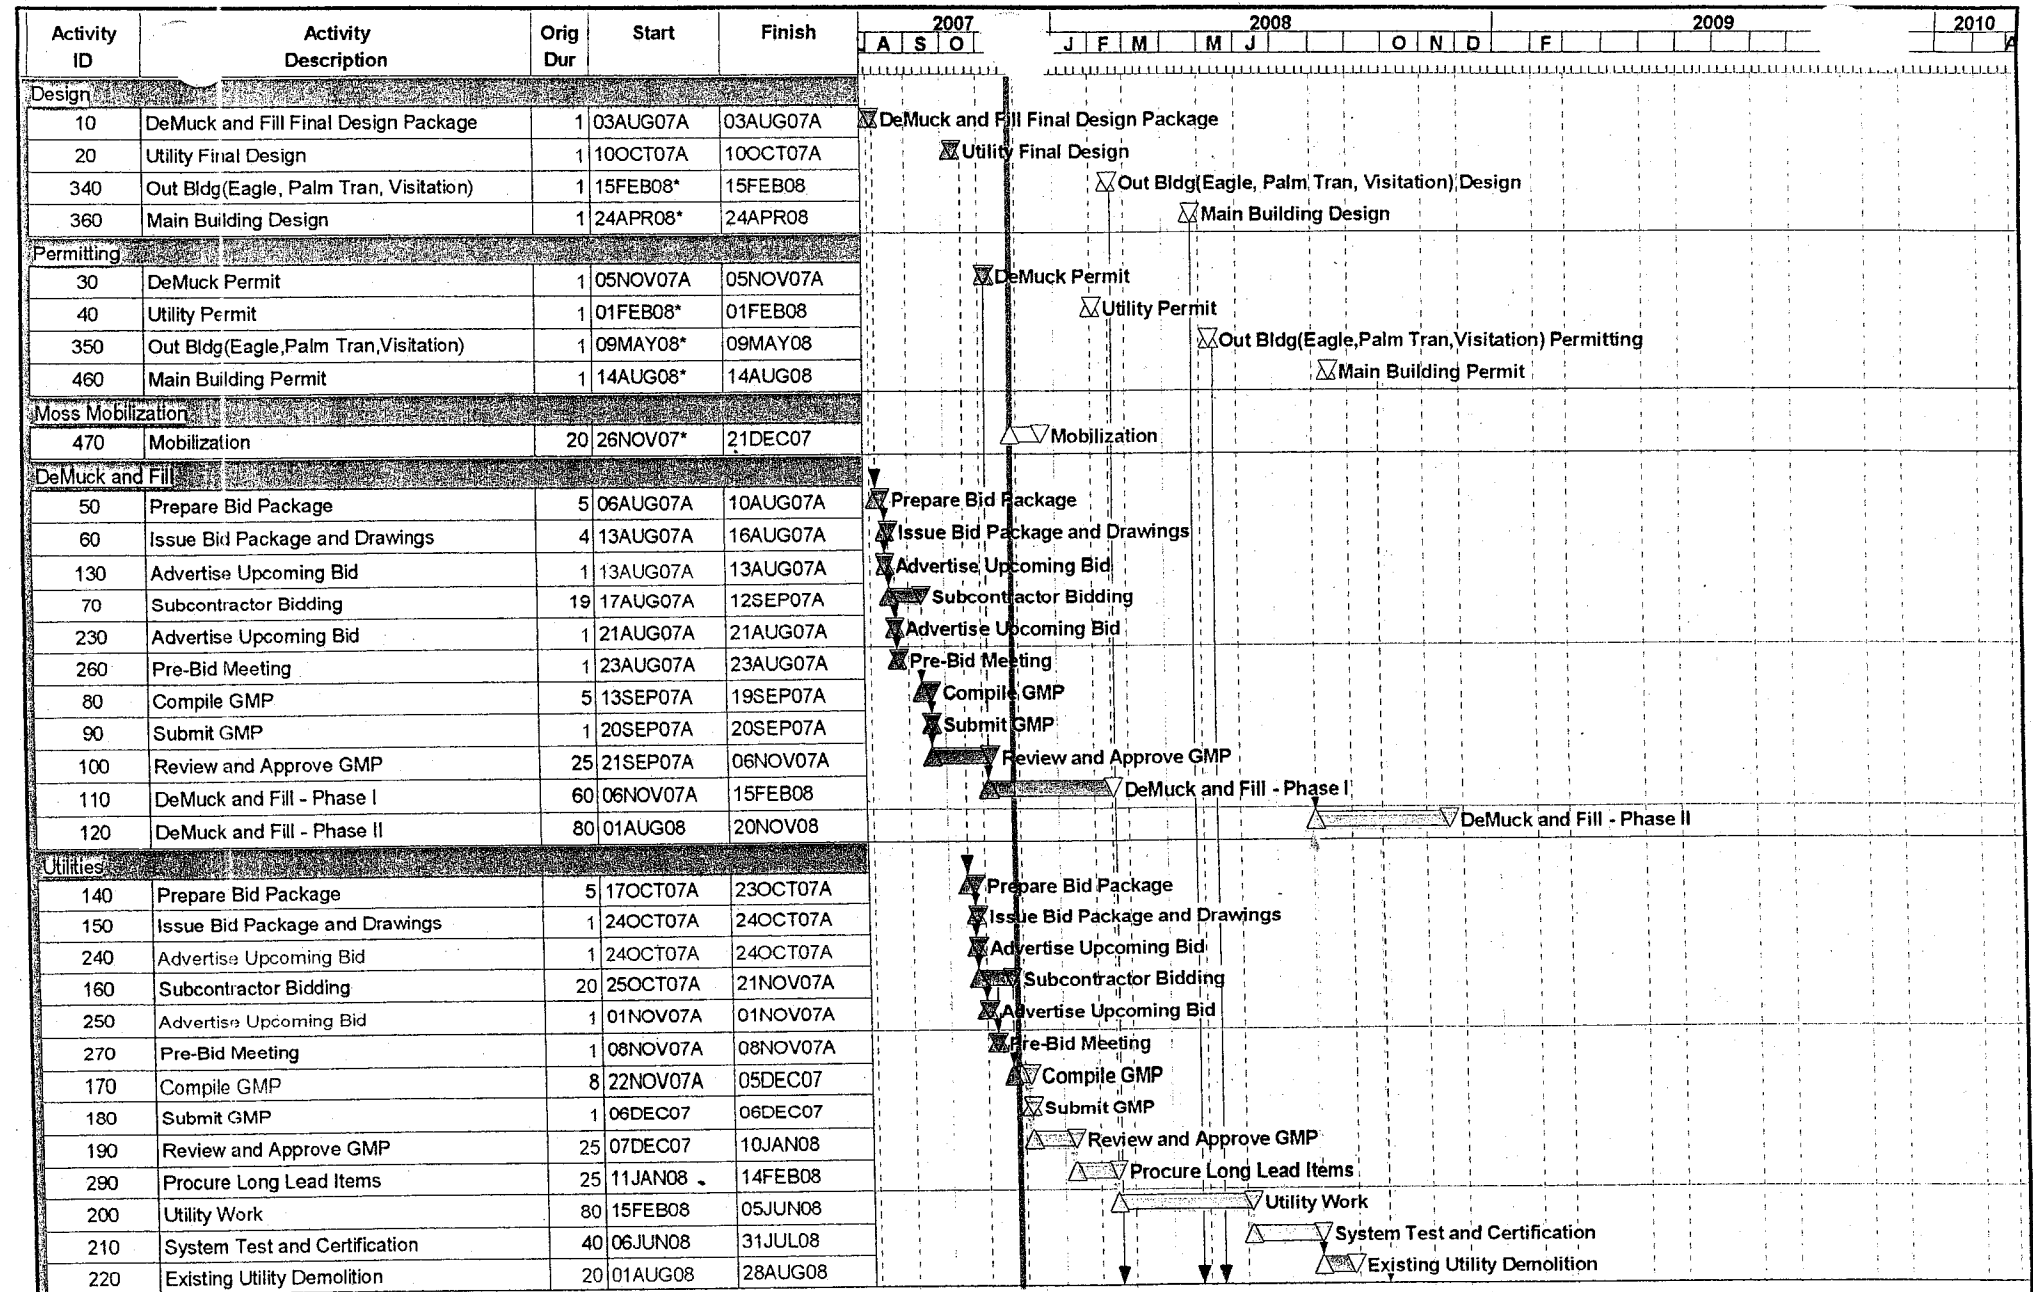 Activity ID Activity Description Orig Dur Start Finish 2007 2008 2009 2010
A S O J F M M J O N D F A
Design
10 DeMuck and Fill Final Design Package 1 03AUG07A 03AUG07A DeMuck and Fill Final Design Package
20 Utility Final Design 1 10OCT07A 10OCT07A Utility Final Design
340 Out Bldg(Eagle, Palm Tran, Visitation) 1 15FEB08* 15FEB08 Out Bldg(Eagle, Palm Tran, Visitation) Design
360 Main Building Design 1 24APR08* 24APR08 Main Building Design
Permitting
30 DeMuck Permit 1 05NOV07A 05NOV07A DeMuck Permit
40 Utility Permit 1 01FEB08* 01FEB08 Utility Permit
350 Out Bldg(Eagle,Palm Tran,Visitation) 1 09MAY08* 09MAY08 Out Bldg(Eagle,Palm Tran,Visitation) Permitting
460 Main Building Permit 1 14AUG08* 14AUG08 Main Building Permit
Moss Mobilization
470 Mobilization 20 26NOV07* 21DEC07 Mobilization
DeMuck and Fill
50 Prepare Bid Package 5 06AUG07A 10AUG07A Prepare Bid Package
60 Issue Bid Package and Drawings 4 13AUG07A 16AUG07A Issue Bid Package and Drawings
130 Advertise Upcoming Bid 1 13AUG07A 13AUG07A Advertise Upcoming Bid
70 Subcontractor Bidding 19 17AUG07A 12SEP07A Subcontractor Bidding
230 Advertise Upcoming Bid 1 21AUG07A 21AUG07A Advertise Upcoming Bid
260 Pre-Bid Meeting 1 23AUG07A 23AUG07A Pre-Bid Meeting
80 Compile GMP 5 13SEP07A 19SEP07A Compile GMP
90 Submit GMP 1 20SEP07A 20SEP07A Submit GMP
100 Review and Approve GMP 25 21SEP07A 06NOV07A Review and Approve GMP
110 DeMuck and Fill - Phase I 60 06NOV07A 15FEB08 DeMuck and Fill - Phase I
120 DeMuck and Fill - Phase II 80 01AUG08 20NOV08 DeMuck and Fill - Phase II
Utilities
140 Prepare Bid Package 5 17OCT07A 23OCT07A Prepare Bid Package
150 Issue Bid Package and Drawings 1 24OCT07A 24OCT07A Issue Bid Package and Drawings
240 Advertise Upcoming Bid 1 24OCT07A 24OCT07A Advertise Upcoming Bid
160 Subcontractor Bidding 20 25OCT07A 21NOV07A Subcontractor Bidding
250 Advertise Upcoming Bid 1 01NOV07A 01NOV07A Advertise Upcoming Bid
270 Pre-Bid Meeting 1 08NOV07A 08NOV07A Pre-Bid Meeting
170 Compile GMP 8 22NOV07A 05DEC07 Compile GMP
180 Submit GMP 1 06DEC07 06DEC07 Submit GMP
190 Review and Approve GMP 25 07DEC07 10JAN08 Review and Approve GMP
290 Procure Long Lead Items 25 11JAN08 14FEB08 Procure Long Lead Items
200 Utility Work 80 15FEB08 05JUN08 Utility Work
210 System Test and Certification 40 06JUN08 31JUL08 System Test and Certification
220 Existing Utility Demolition 20 01AUG08 28AUG08 Existing Utility Demolition